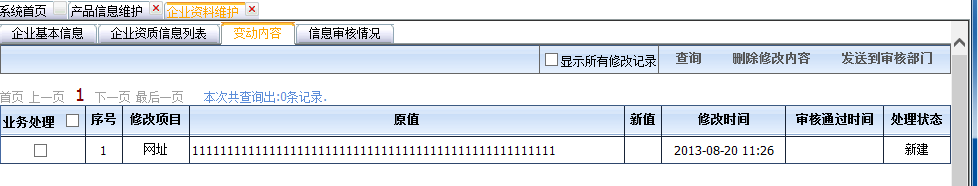 系统首页 产品信息维护 企业资料维护
企业基本信息 企业资质信息列表 变动内容 信息审核情况
显示所有修改记录 查询 删除修改内容 发送到审核部门
首页 上一页 1 下一页 最后一页 本次共查询出:0条记录.
业务处理 序号 修改项目 原值 新值 修改时间 审核通过时间 处理状态
1 网址 1111111111111111111111111111111111111111111111111111 2013-08-20 11:26 新建